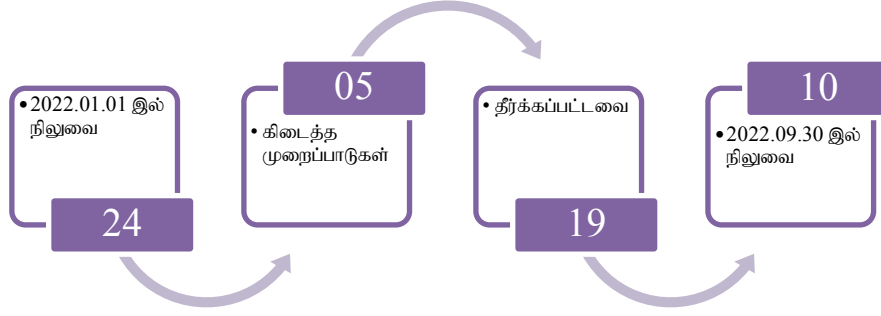 • 2022.01.01 இல்
நிலுவை
24
05
• கிடைத்த
முறைப்பாடுகள்
• தீர்க்கப்பட்டவை
19
10
• 2022.09.30 இல்
நிலுவை